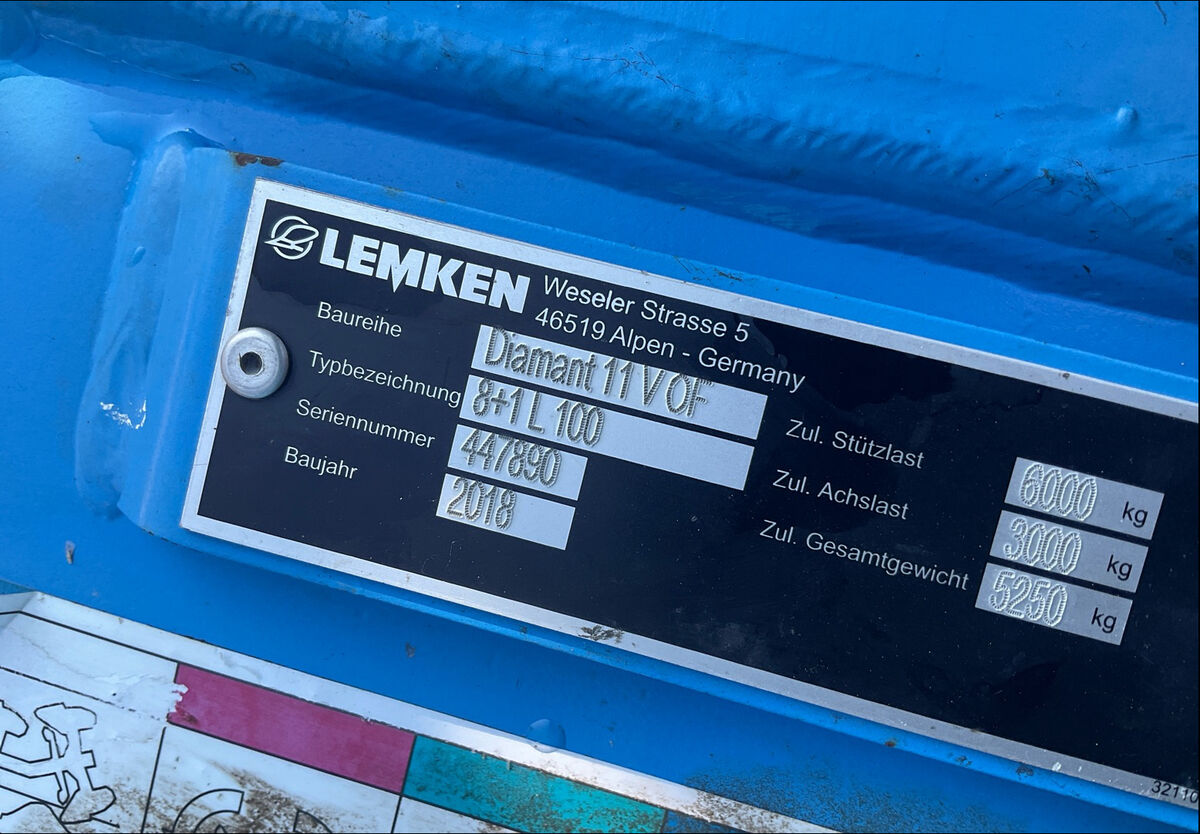 LEMKEN
Weseler Strasse 5
46519 Alpen - Germany
Baureihe Diamant 11 V OF
Typbezeichnung 8+1 L 100
Seriennummer 447890
Baujahr 2018
Zul. Stützlast 6000 kg
Zul. Achslast 3000 kg
Zul. Gesamtgewicht 5250 kg